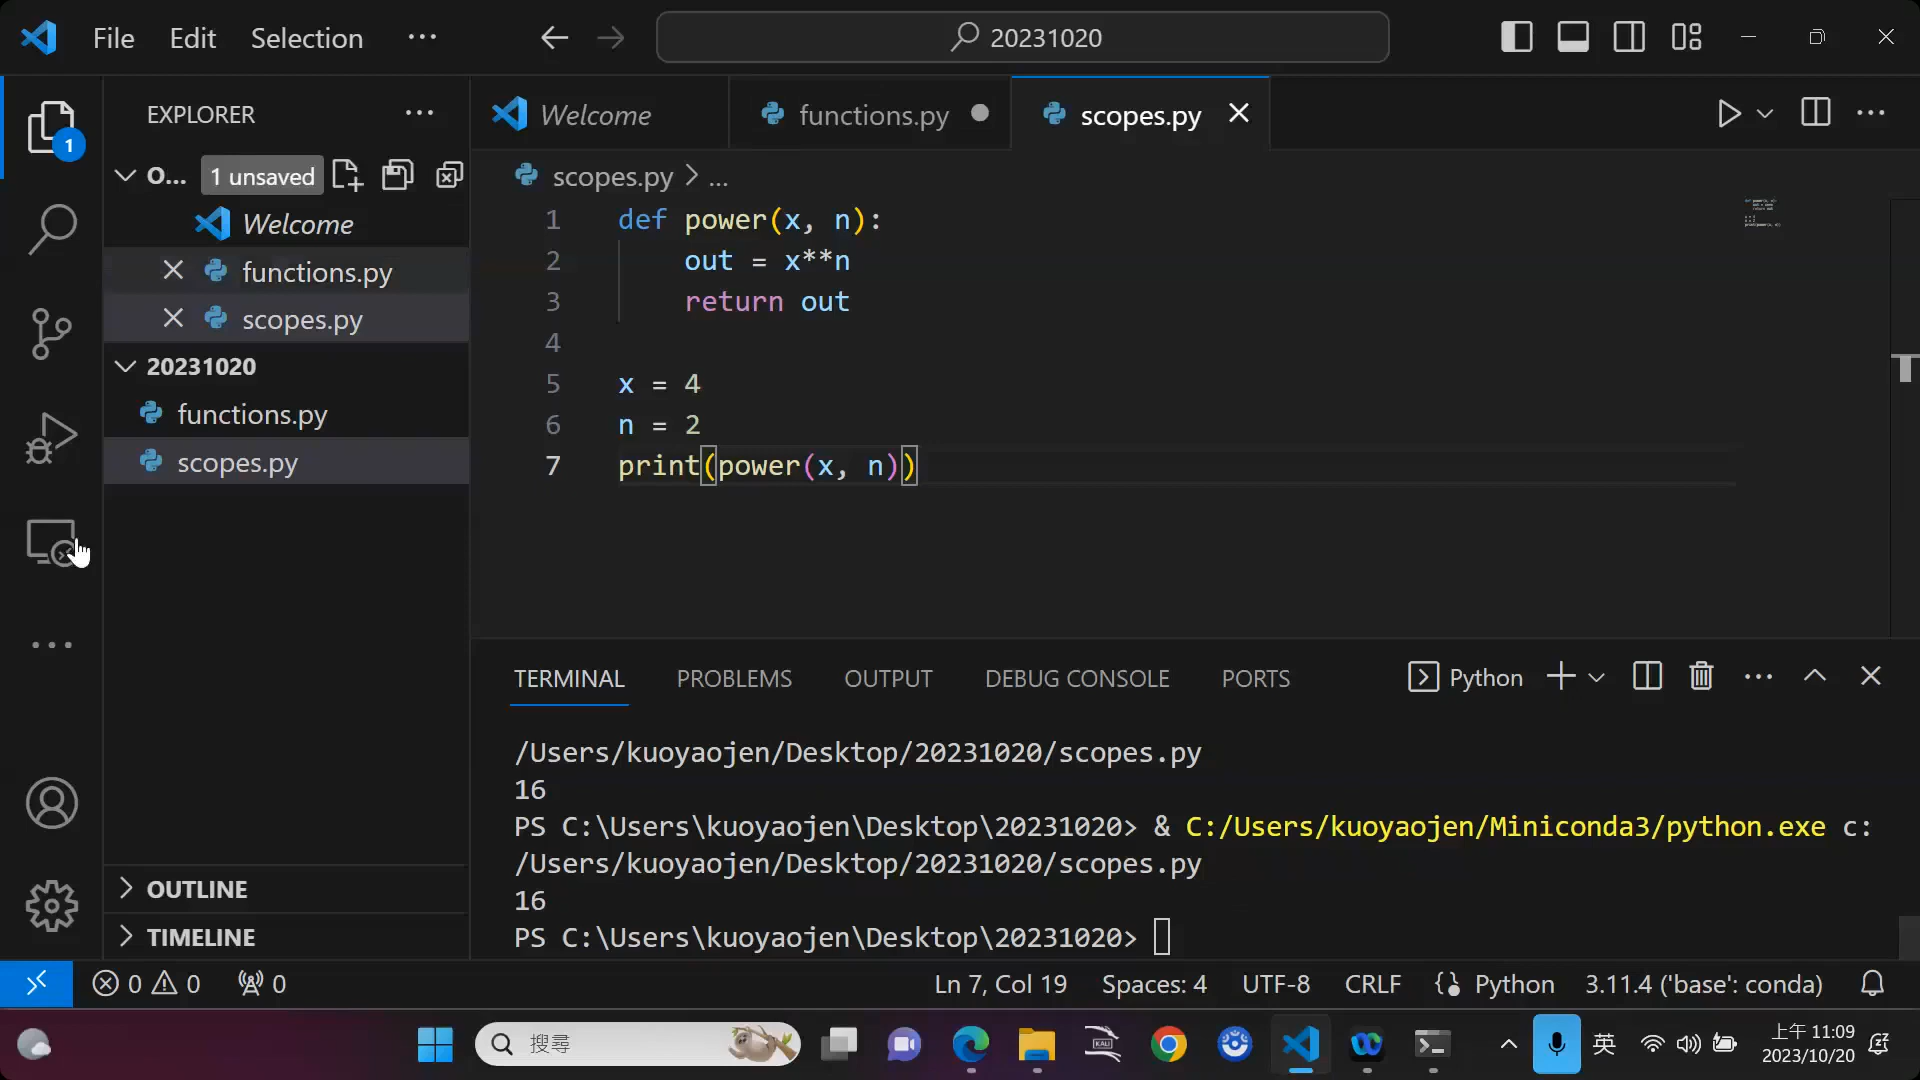 File Edit Selection ··· 20231020
EXPLORER ···
O... 1 unsaved
Welcome
functions.py
scopes.py
20231020
functions.py
scopes.py
OUTLINE
TIMELINE
Welcome functions.py scopes.py
scopes.py > ...
1 def power(x, n):
2     out = x**n
3     return out
4
5 x = 4
6 n = 2
7 print(power(x, n))
TERMINAL PROBLEMS OUTPUT DEBUG CONSOLE PORTS Python
/Users/kuoyaojen/Desktop/20231020/scopes.py
16
PS C:\Users\kuoyaojen\Desktop\20231020> & C:/Users/kuoyaojen/Miniconda3/python.exe c:
/Users/kuoyaojen/Desktop/20231020/scopes.py
16
PS C:\Users\kuoyaojen\Desktop\20231020>
1
0 0 0 Ln 7, Col 19 Spaces: 4 UTF-8 CRLF Python 3.11.4 ('base': conda)
搜尋 KALI 英 上午 11:09
2023/10/20